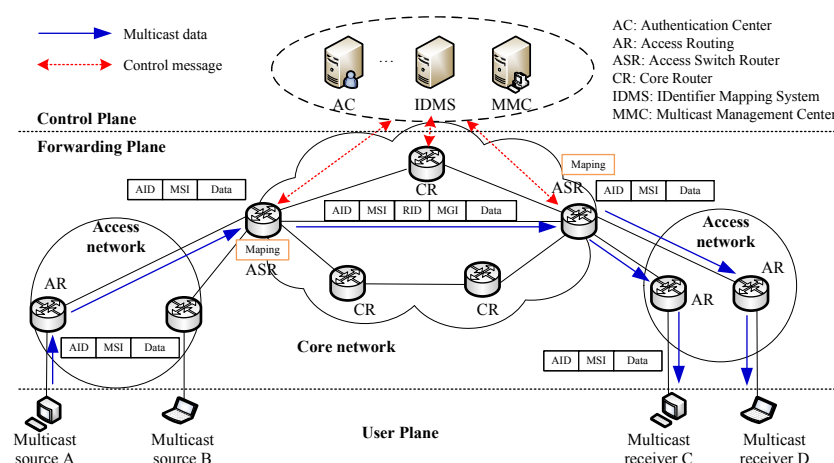 Multicast data
Control message
AC
...
IDMS
MMC
AC: Authentication Center
AR: Access Routing
ASR: Access Switch Router
CR: Core Router
IDMS: IDentifier Mapping System
MMC: Multicast Management Center
Control Plane
Forwarding Plane
CR
Maping
ASR
AID MSI Data
AID MSI RID MGI Data
AID MSI Data
Access
network
Maping
ASR
Access
network
AR
AR
AR
CR
CR
AID MSI Data
Core network
AID MSI Data
User Plane
Multicast
source A
Multicast
source B
Multicast
receiver C
Multicast
receiver D